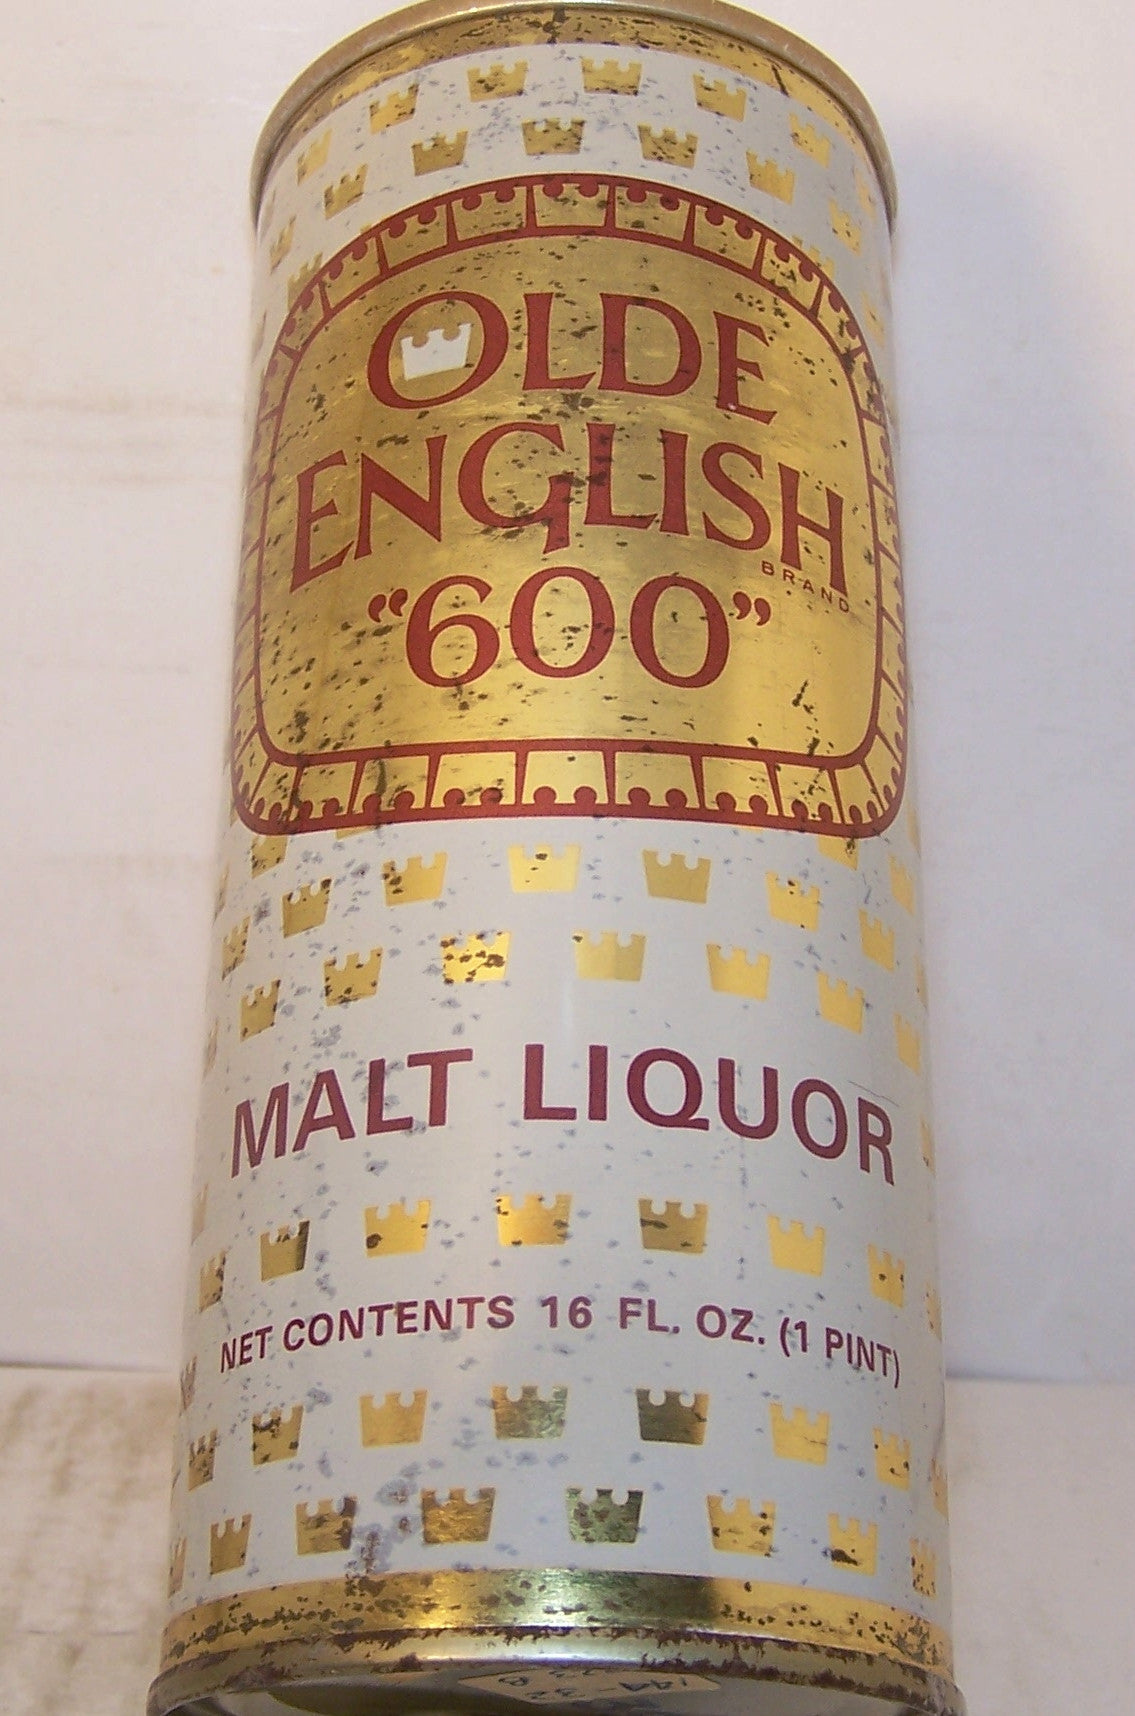 OLDE
ENGLISH
BRAND
“600”
MALT LIQUOR
NET CONTENTS 16 FL. OZ. (1 PINT)